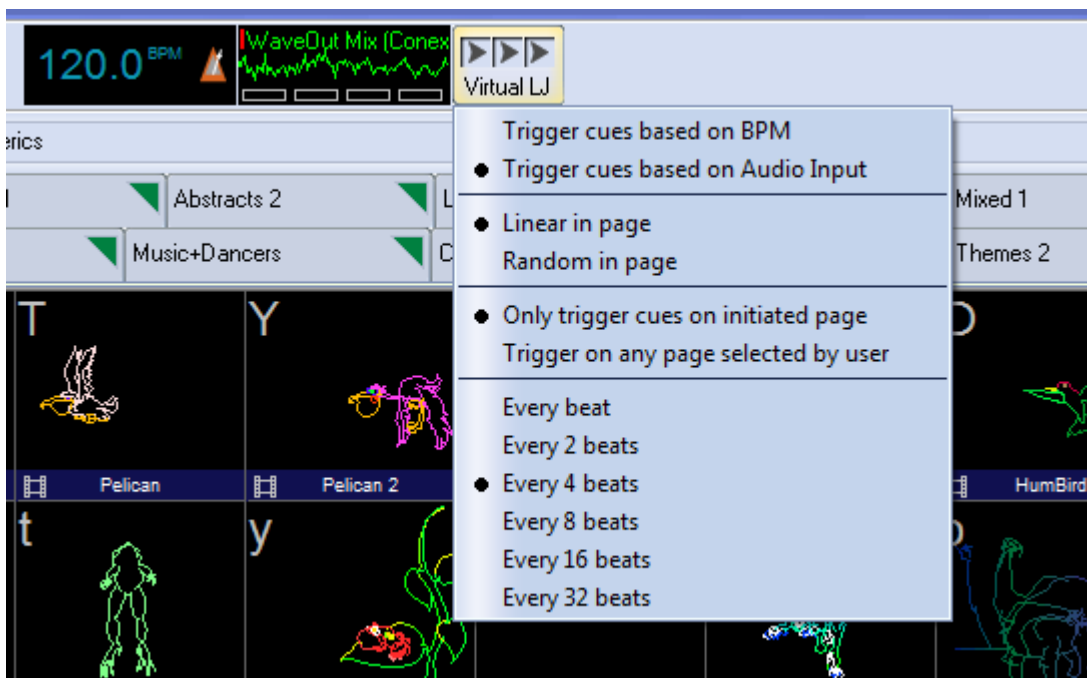 120.0 BPM
WaveOut Mix (Conex
Virtual LJ
Trigger cues based on BPM
Trigger cues based on Audio Input
Linear in page
Random in page
Only trigger cues on initiated page
Trigger on any page selected by user
Every beat
Every 2 beats
Every 4 beats
Every 8 beats
Every 16 beats
Every 32 beats
erics
Abstracts 2
L
Mixed 1
Music+Dancers
Themes 2
T
Y
Pelican
Pelican 2
HumBird
t
y